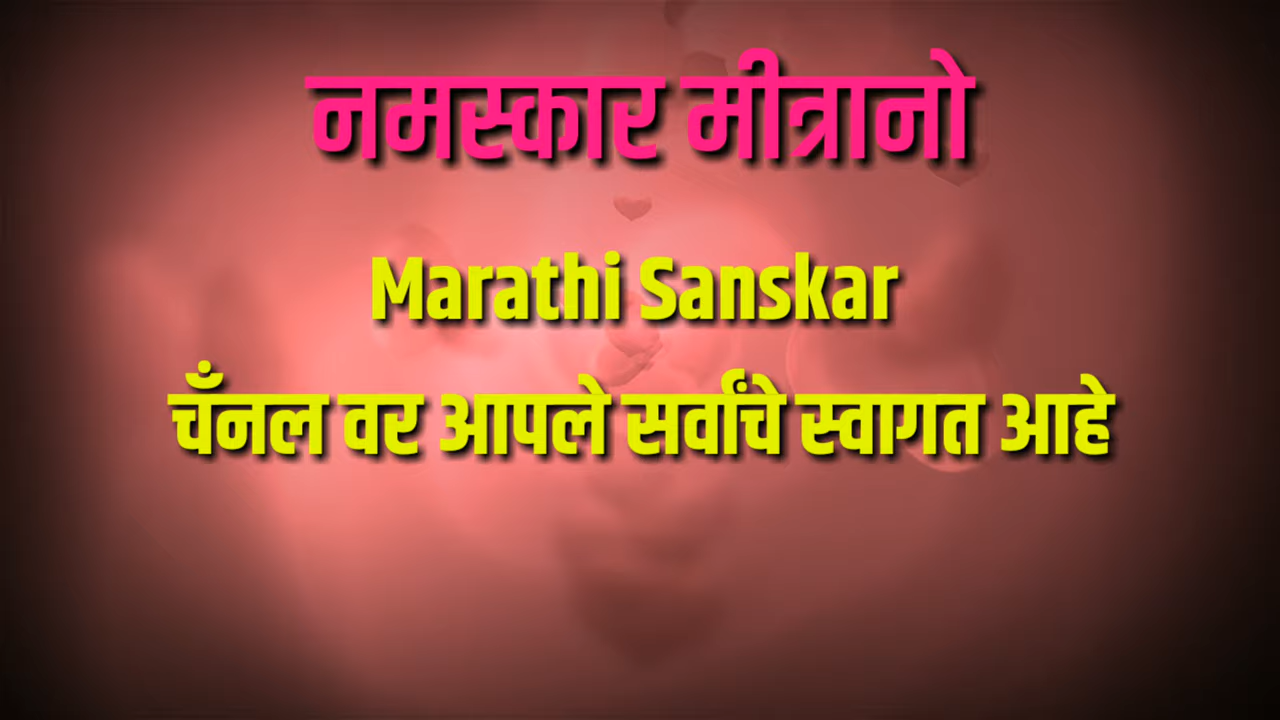 नमस्कार मीत्रानो
Marathi Sanskar
चँनल वर आपले सर्वांचे स्वागत आहे